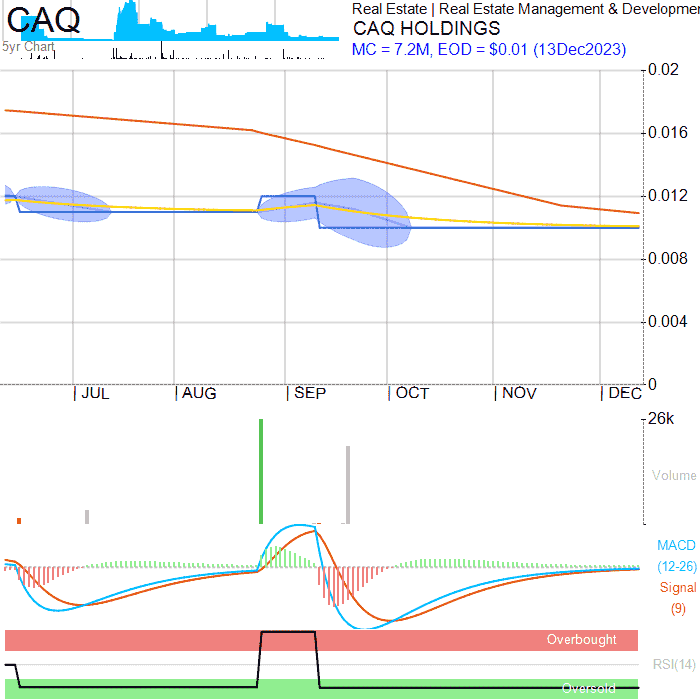 CAQ
5yr Chart
Real Estate | Real Estate Management & Developmen
CAQ HOLDINGS
MC = 7.2M, EOD = $0.01 (13Dec2023)
0.02
0.016
0.012
0.008
0.004
0
JUL
AUG
SEP
OCT
NOV
DEC
26k
Volume
MACD
(12-26)
Signal
(9)
Overbought
RSI(14)
Oversold